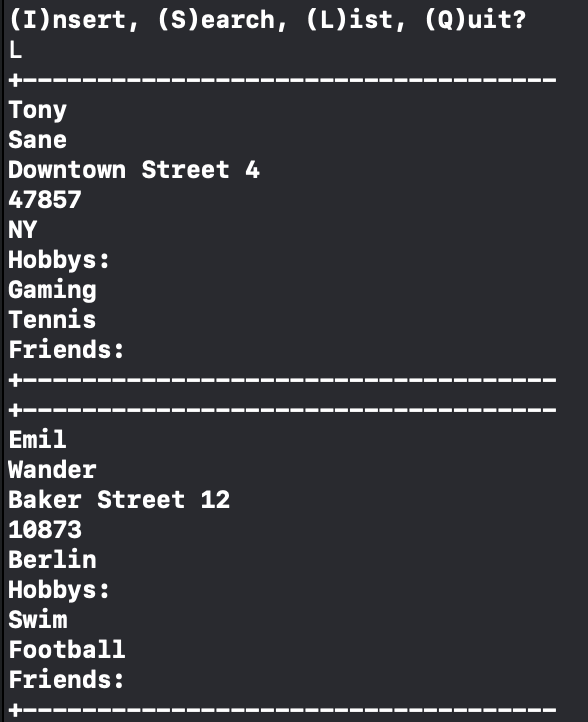 (I)nsert, (S)earch, (L)ist, (Q)uit?
L
+------------------------------------
Tony
Sane
Downtown Street 4
47857
NY
Hobbys:
Gaming
Tennis
Friends:
+------------------------------------
+------------------------------------
Emil
Wander
Baker Street 12
10873
Berlin
Hobbys:
Swim
Football
Friends:
+------------------------------------